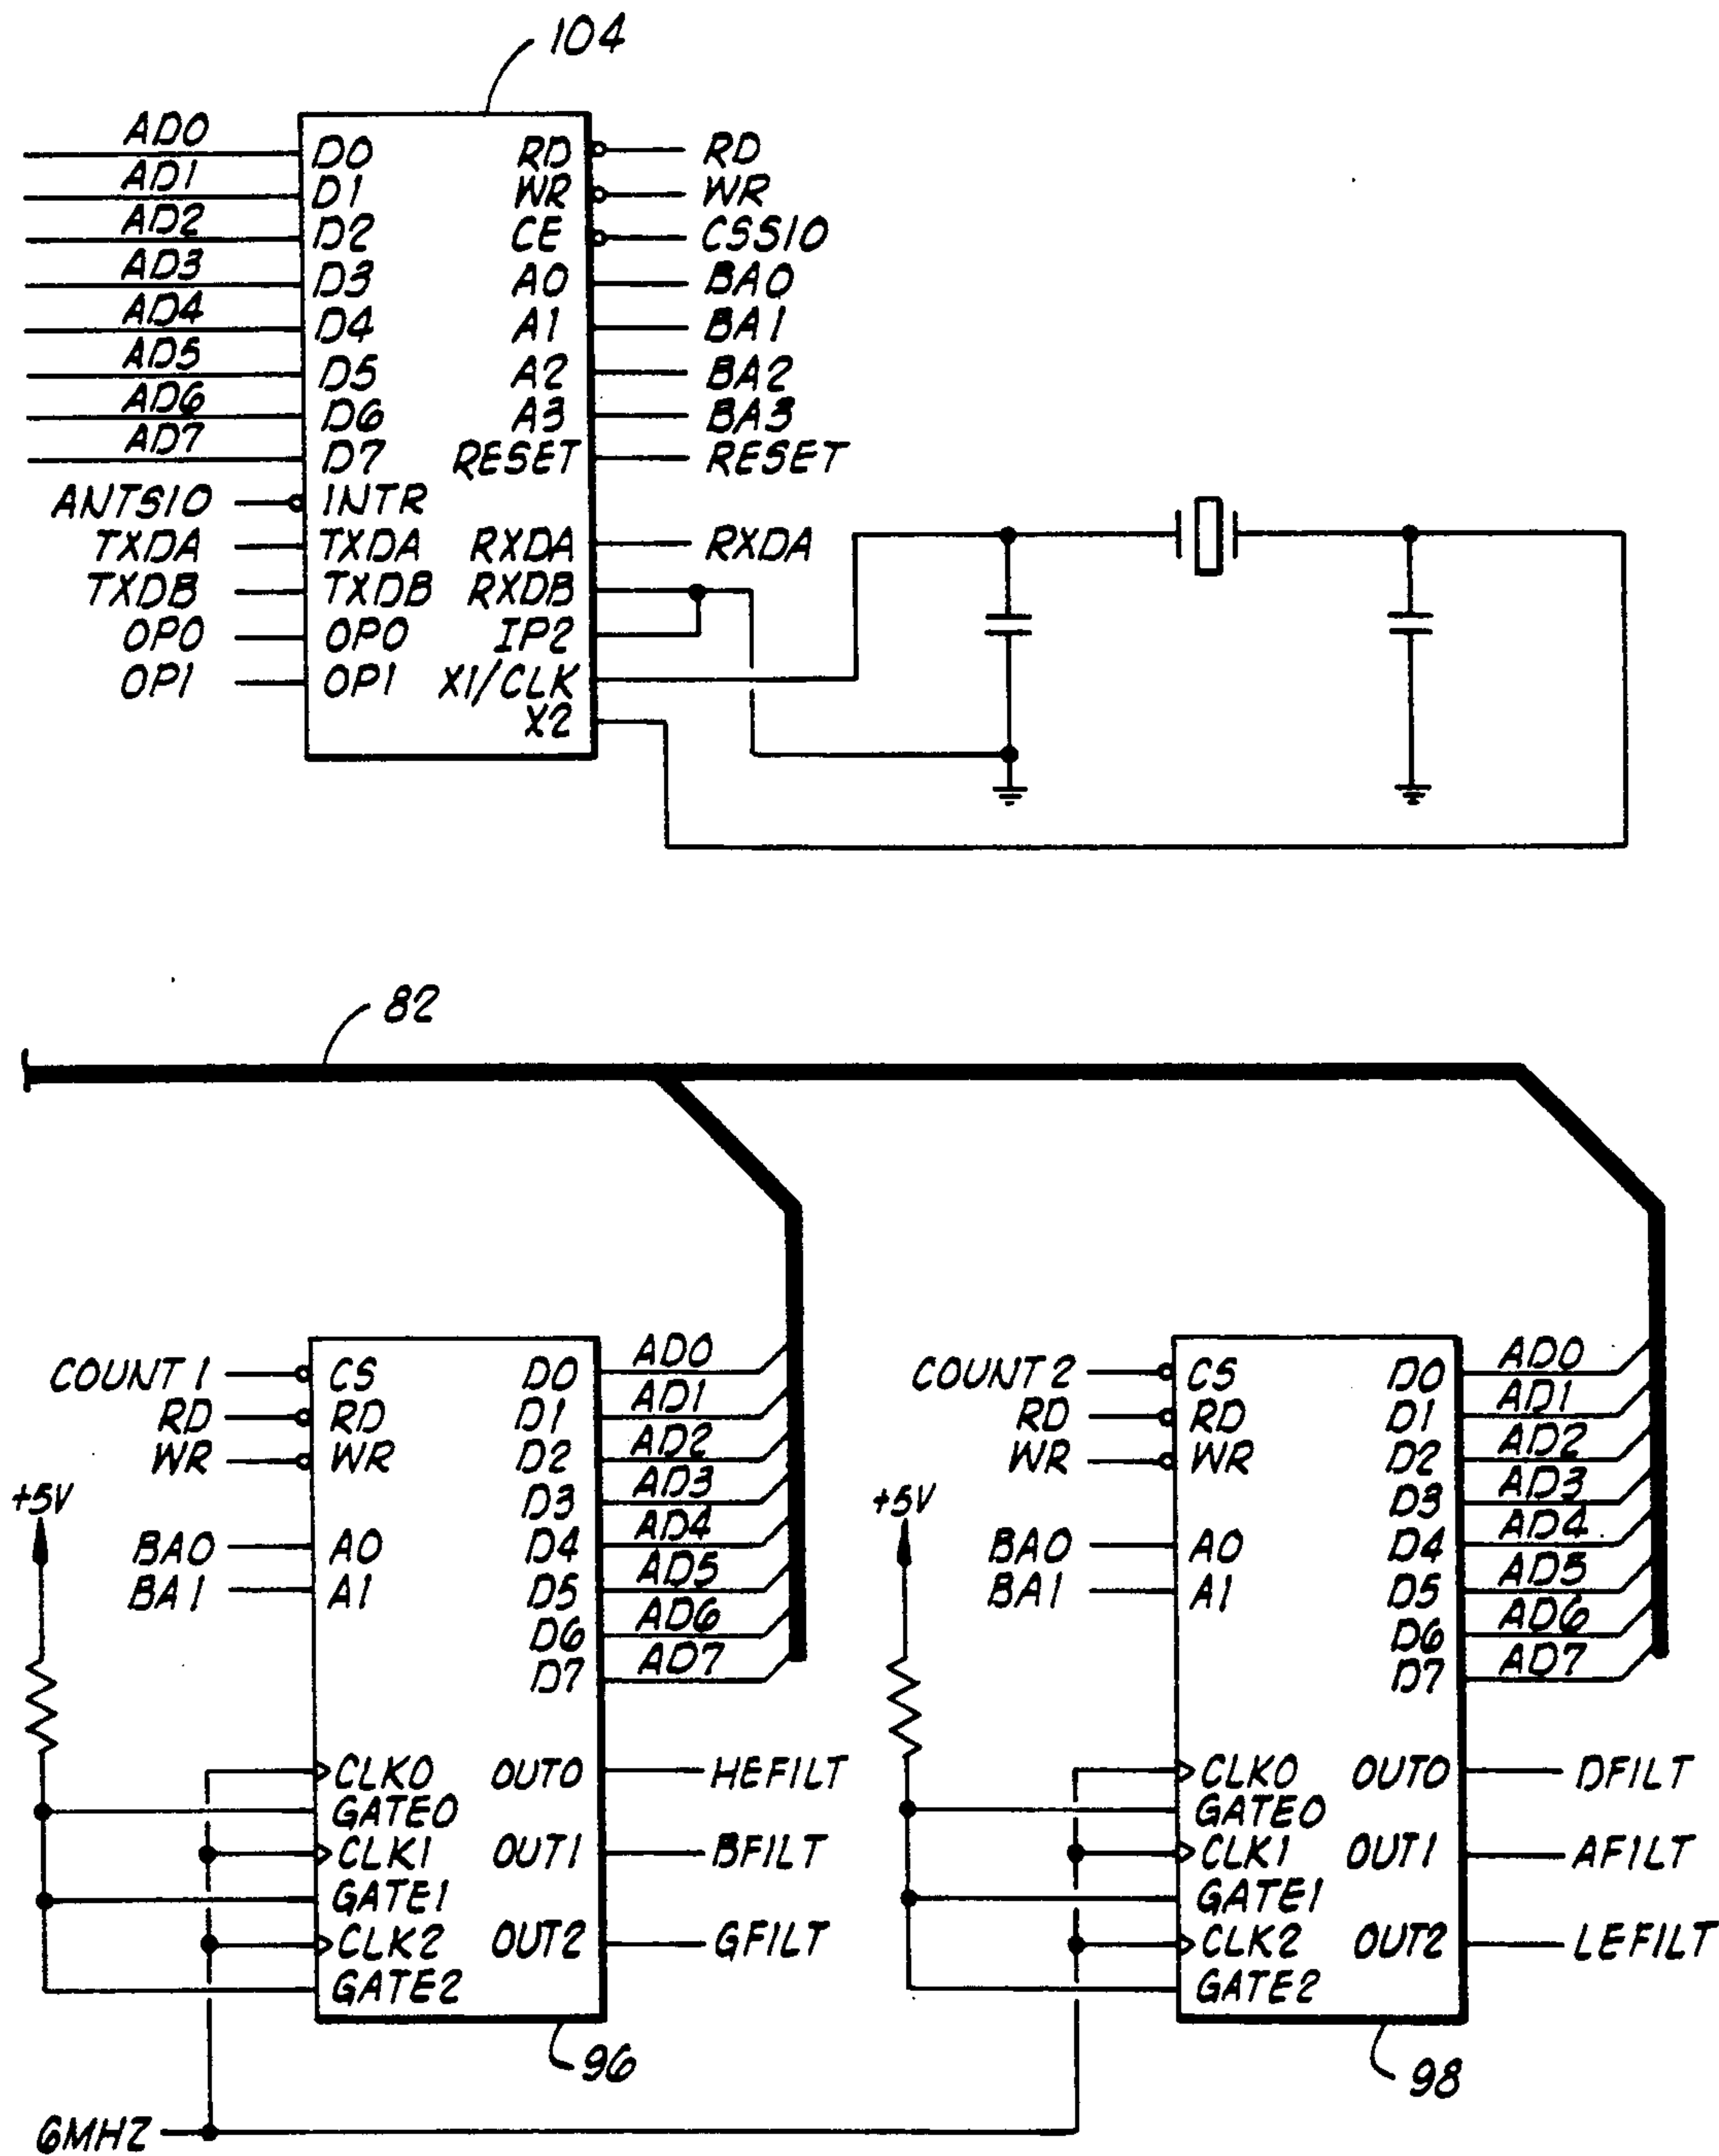 104
AD0 D0 RD RD
AD1 D1 WR WR
AD2 D2 CE CSSIO
AD3 D3 A0 BA0
AD4 D4 A1 BA1
AD5 D5 A2 BA2
AD6 D6 A3 BA3
AD7 D7 RESET RESET
ANTSIO INTR
TXDA TXDA RXDA RXDA
TXDB TXDB RXDB
OP0 OP0 IP2
OP1 OP1 X1/CLK
X2
82
COUNT 1 CS D0 AD0
RD RD D1 AD1
WR WR D2 AD2
+5V D3 AD3
BA0 A0 D4 AD4
BA1 A1 D5 AD5
D6 AD6
D7 AD7
CLK0 OUT0 HEFILT
GATE0
CLK1 OUT1 BFILT
GATE1
CLK2 OUT2 GFILT
GATE2
96
COUNT 2 CS D0 AD0
RD RD D1 AD1
WR WR D2 AD2
+5V D3 AD3
BA0 A0 D4 AD4
BA1 A1 D5 AD5
D6 AD6
D7 AD7
CLK0 OUT0 DFILT
GATE0
CLK1 OUT1 AFILT
GATE1
CLK2 OUT2 LEFILT
GATE2
98
6MHZ